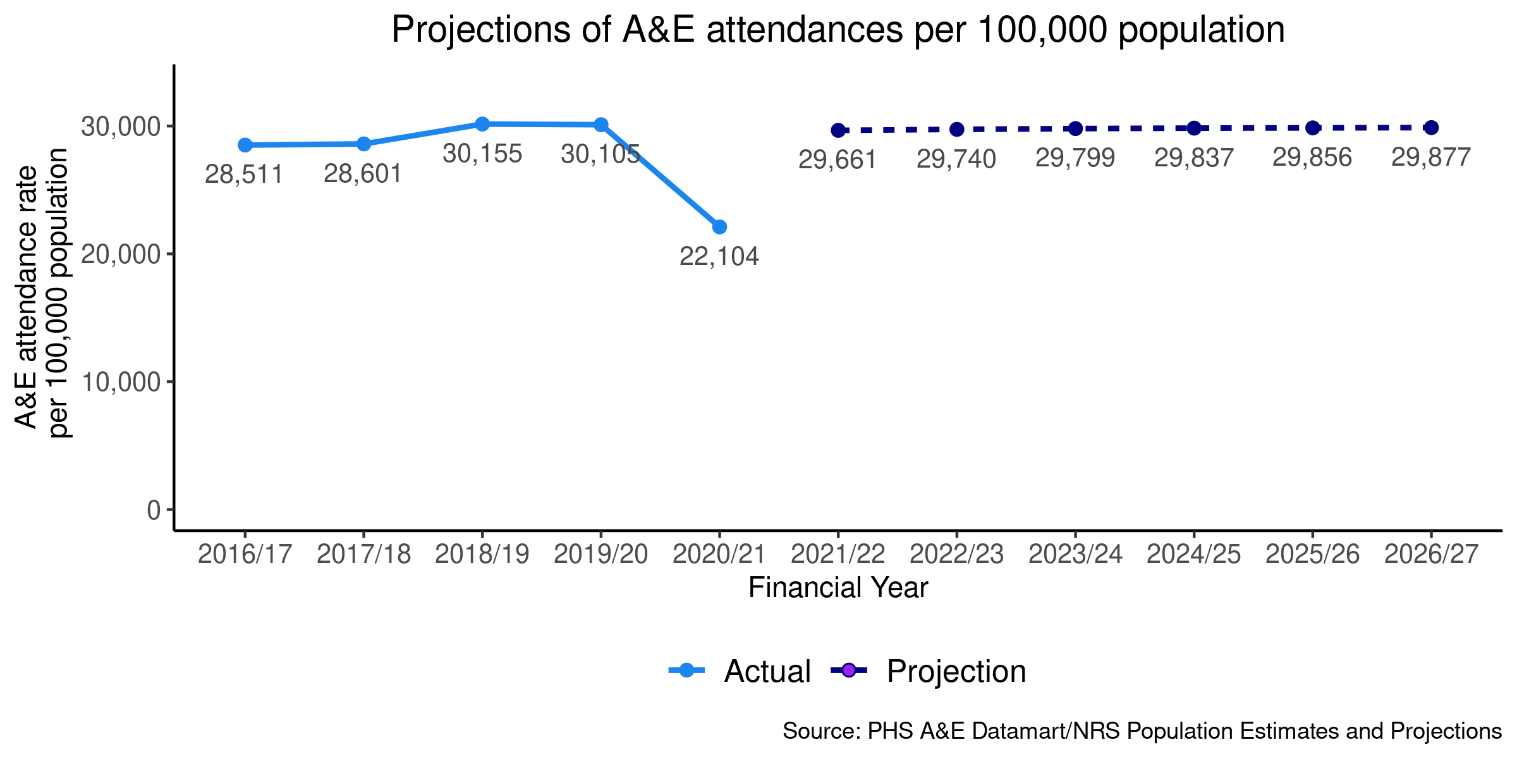 Projections of A&E attendances per 100,000 population
A&E attendance rate
per 100,000 population
30,000
20,000
10,000
0
28,511
28,601
30,155
30,105
22,104
29,661
29,740
29,799
29,837
29,856
29,877
2016/17 2017/18 2018/19 2019/20 2020/21 2021/22 2022/23 2023/24 2024/25 2025/26 2026/27
Financial Year
Actual Projection
Source: PHS A&E Datamart/NRS Population Estimates and Projections